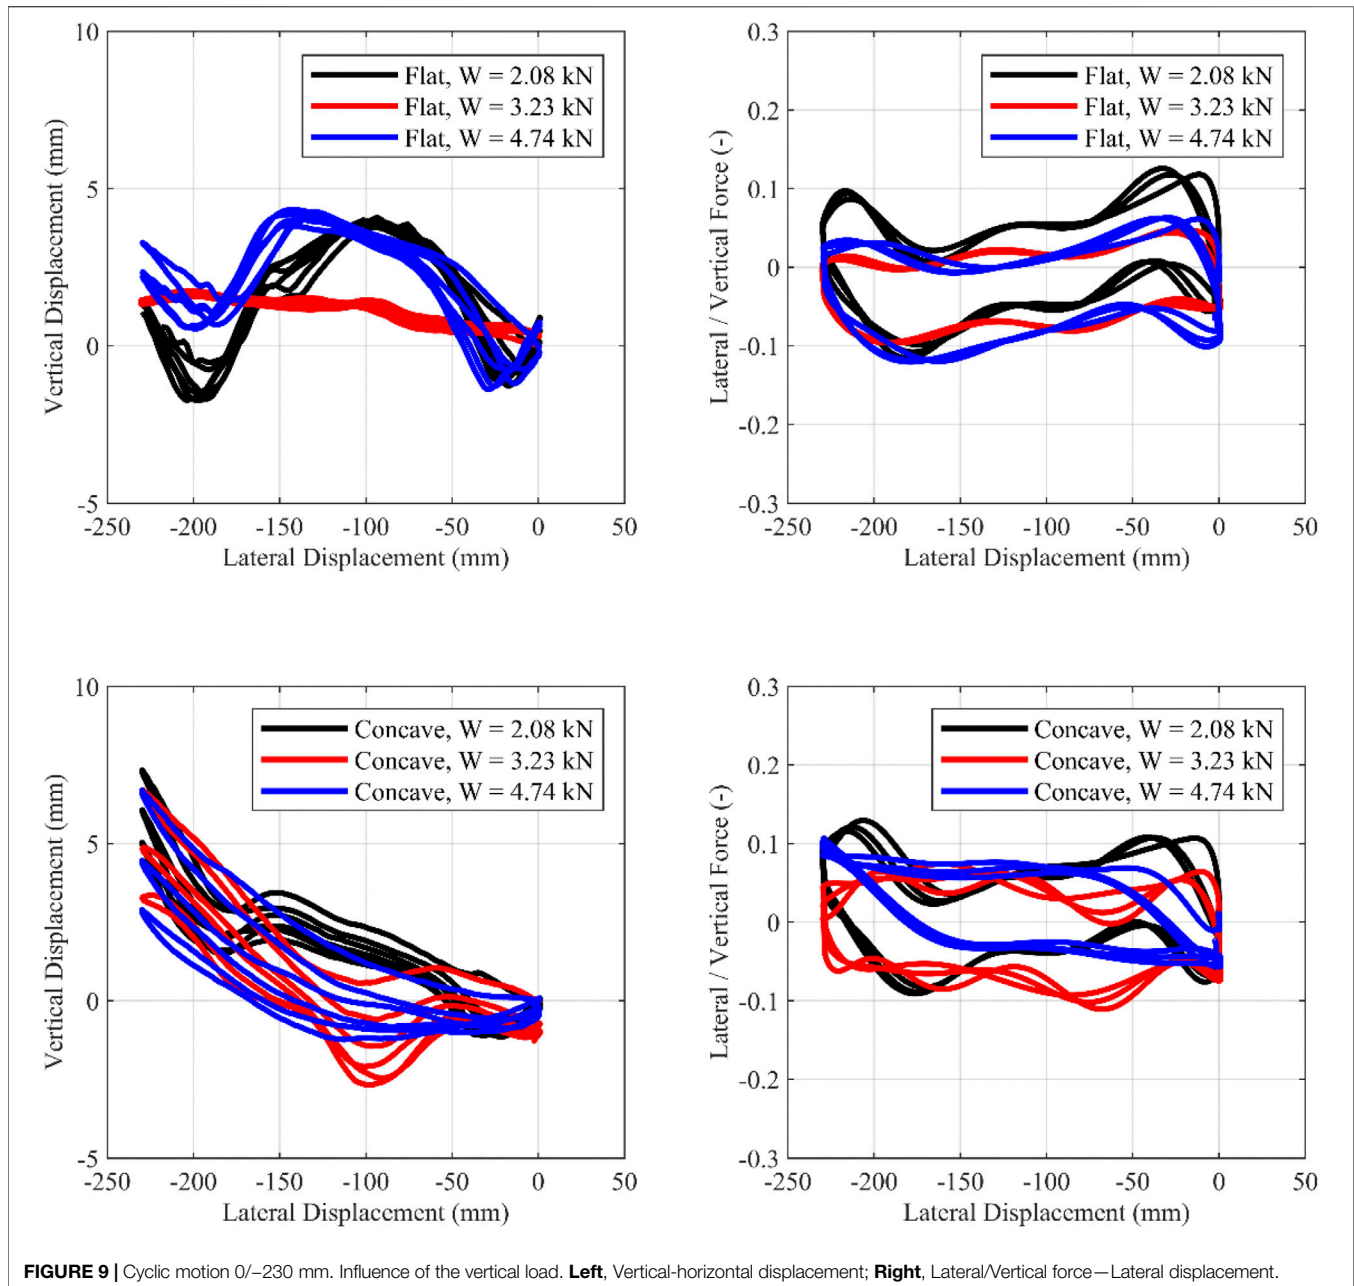 10
5
0
-5
-250 -200 -150 -100 -50 0 50
Vertical Displacement (mm)
Lateral Displacement (mm)
Flat, W = 2.08 kN
Flat, W = 3.23 kN
Flat, W = 4.74 kN
0.3
0.2
0.1
0
-0.1
-0.2
-0.3
-250 -200 -150 -100 -50 0 50
Lateral / Vertical Force (-)
Lateral Displacement (mm)
Flat, W = 2.08 kN
Flat, W = 3.23 kN
Flat, W = 4.74 kN
10
5
0
-5
-250 -200 -150 -100 -50 0 50
Vertical Displacement (mm)
Lateral Displacement (mm)
Concave, W = 2.08 kN
Concave, W = 3.23 kN
Concave, W = 4.74 kN
0.3
0.2
0.1
0
-0.1
-0.2
-0.3
-250 -200 -150 -100 -50 0 50
Lateral / Vertical Force (-)
Lateral Displacement (mm)
Concave, W = 2.08 kN
Concave, W = 3.23 kN
Concave, W = 4.74 kN
FIGURE 9 | Cyclic motion 0/−230 mm. Influence of the vertical load. Left, Vertical-horizontal displacement; Right, Lateral/Vertical force—Lateral displacement.